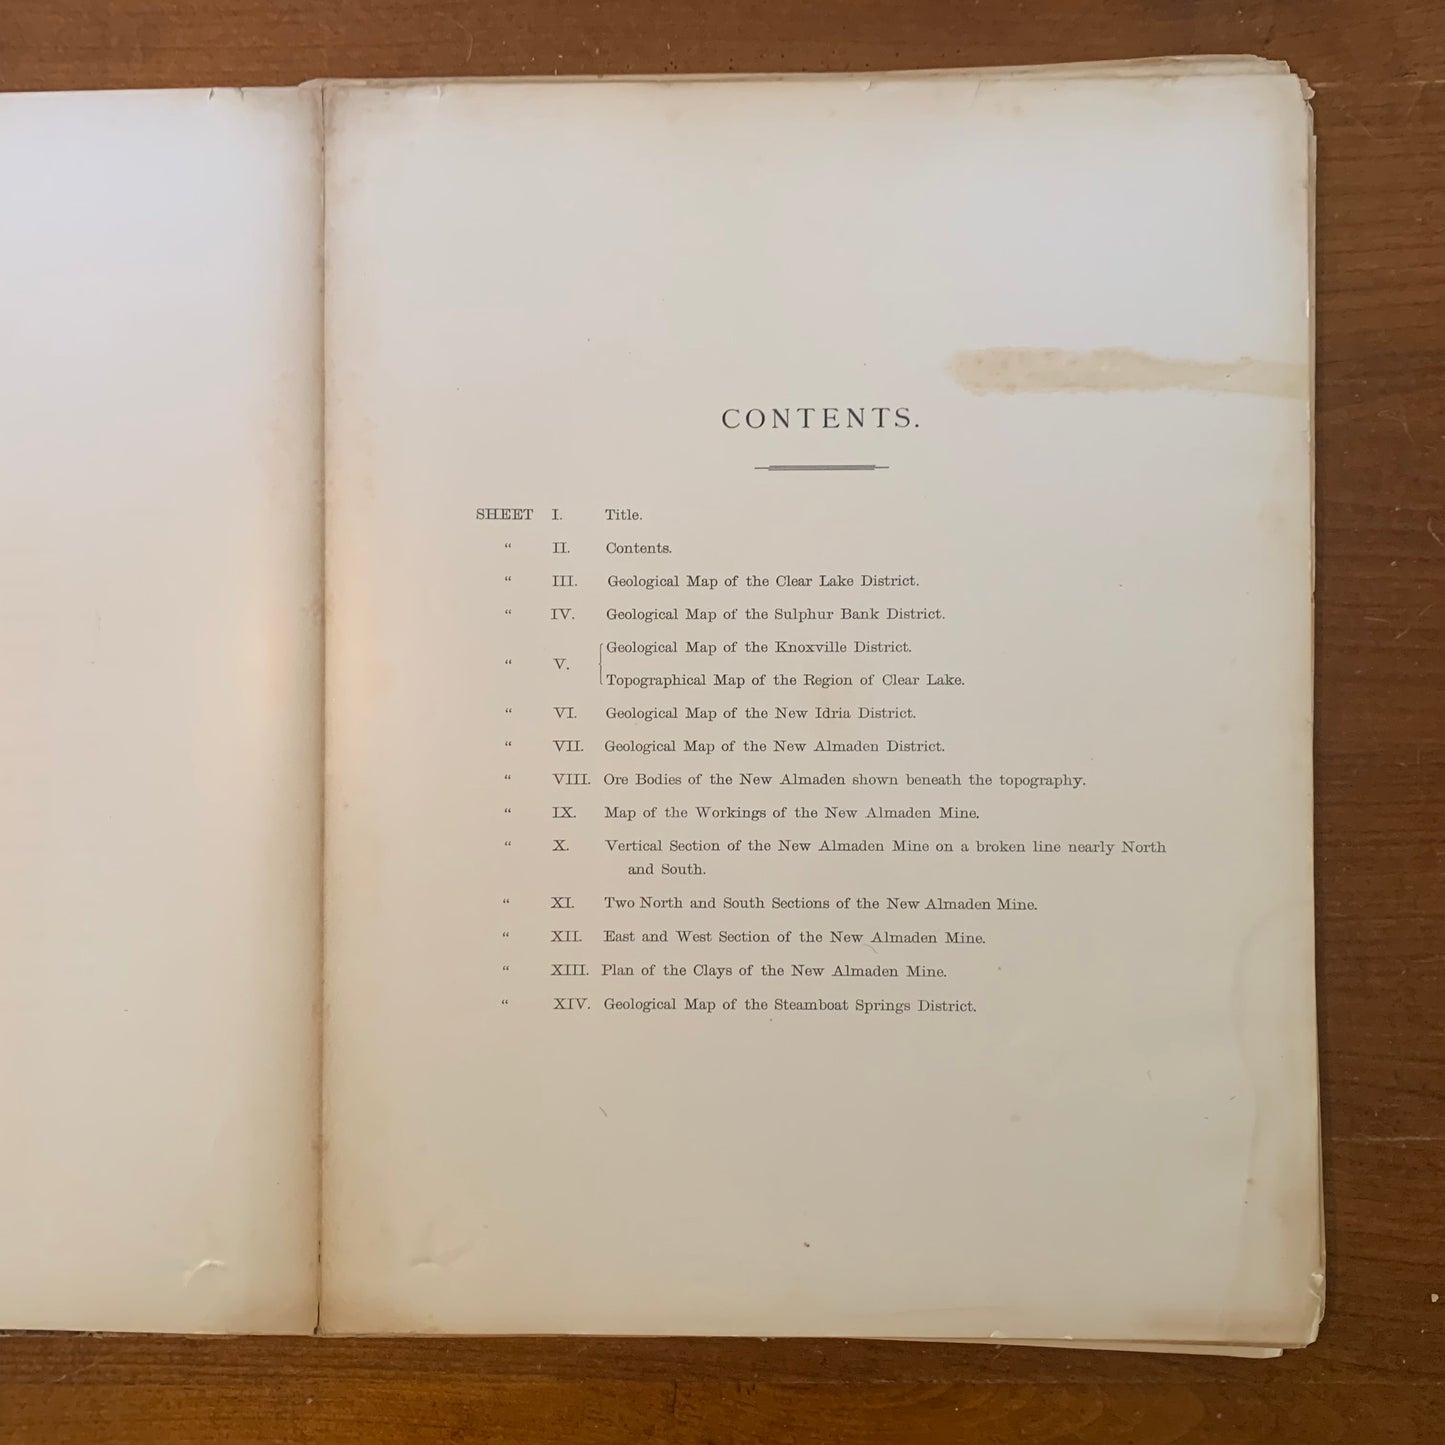 CONTENTS.
SHEET I. Title.
“ II. Contents.
“ III. Geological Map of the Clear Lake District.
“ IV. Geological Map of the Sulphur Bank District.
“ V. Geological Map of the Knoxville District.
Topographical Map of the Region of Clear Lake.
“ VI. Geological Map of the New Idria District.
“ VII. Geological Map of the New Almaden District.
“ VIII. Ore Bodies of the New Almaden shown beneath the topography.
“ IX. Map of the Workings of the New Almaden Mine.
“ X. Vertical Section of the New Almaden Mine on a broken line nearly North
and South.
“ XI. Two North and South Sections of the New Almaden Mine.
“ XII. East and West Section of the New Almaden Mine.
“ XIII. Plan of the Clays of the New Almaden Mine.
“ XIV. Geological Map of the Steamboat Springs District.